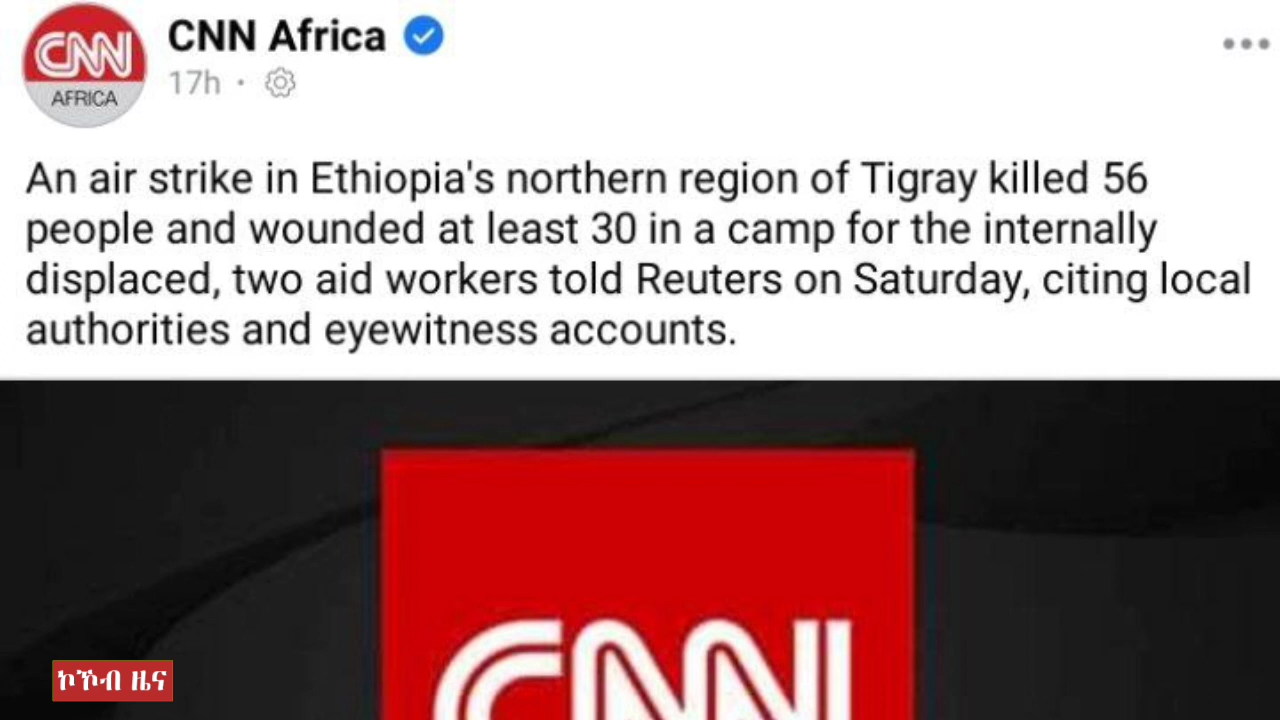 CNN
AFRICA
CNN Africa
17h ·
An air strike in Ethiopia's northern region of Tigray killed 56
people and wounded at least 30 in a camp for the internally
displaced, two aid workers told Reuters on Saturday, citing local
authorities and eyewitness accounts.
CNN
ኮኾብ ዜና